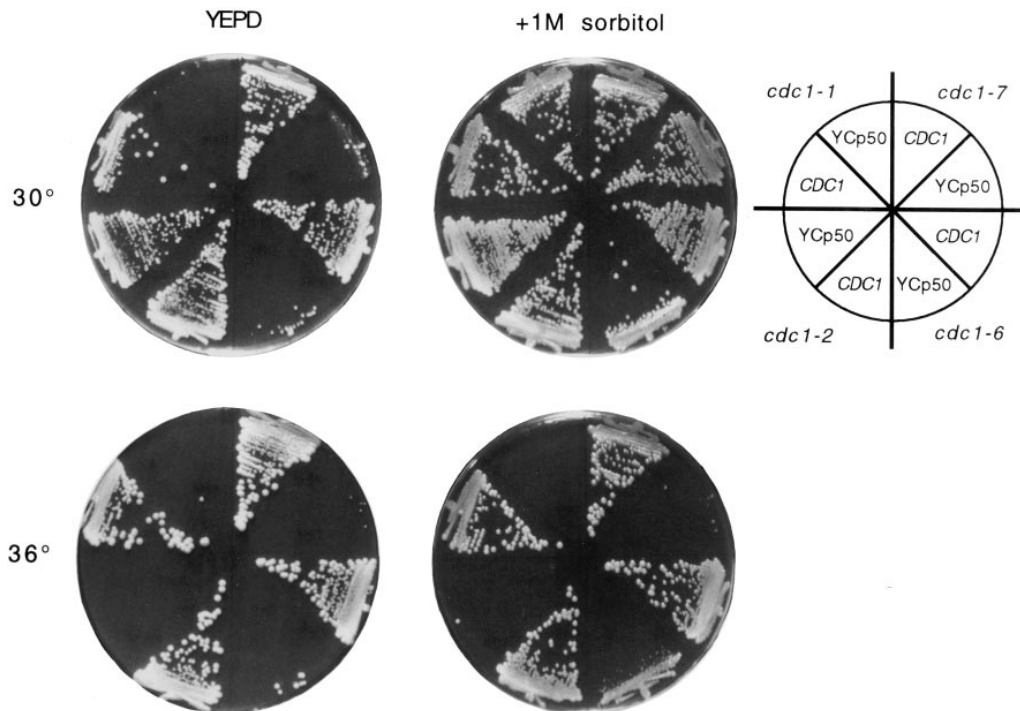 YEPD
+1M sorbitol
30°
cdc1-1
cdc1-7
YCp50
CDC1
CDC1
YCp50
YCp50
CDC1
CDC1
YCp50
cdc1-2
cdc1-6
36°